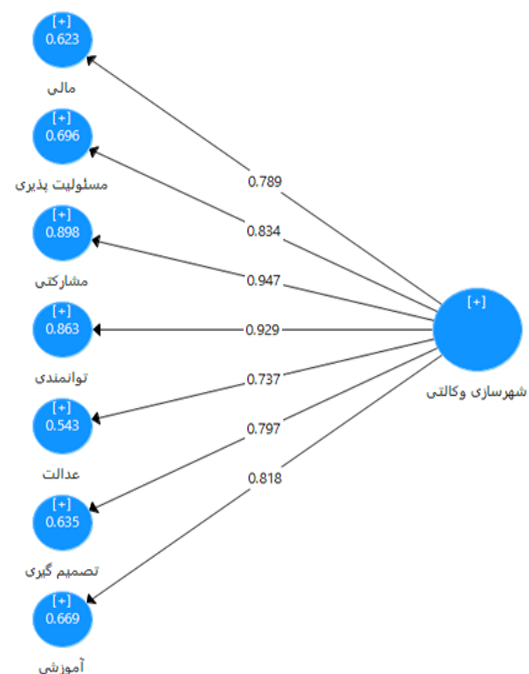 [+]
0.623
مالی
[+]
0.696
مسئولیت پذیری
[+]
0.898
مشارکتی
[+]
0.863
توانمندی
[+]
0.543
عدالت
[+]
0.635
تصمیم گیری
[+]
0.669
آموزشی
0.789
0.834
0.947
0.929
0.737
0.797
0.818
[+]
شهرسازی وکالتی